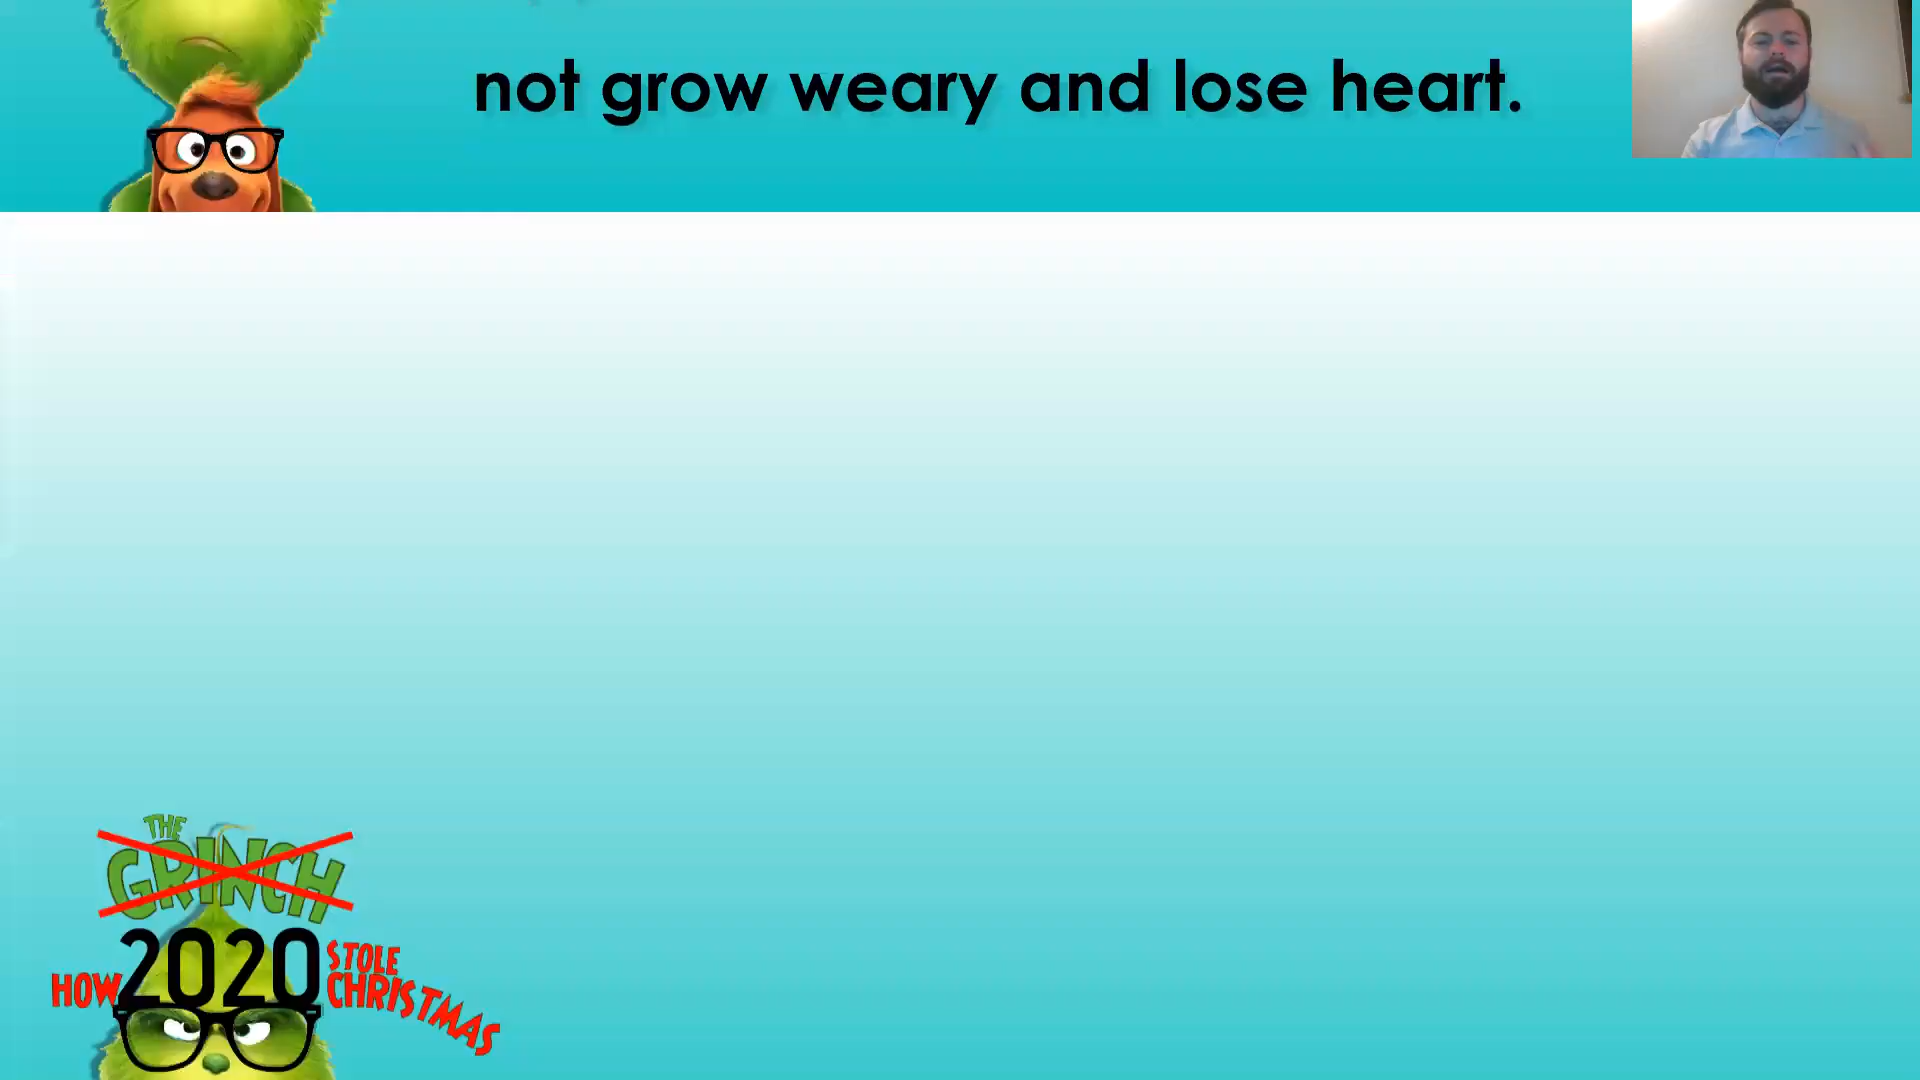 not grow weary and lose heart.
THE
GRINCH
2020
HOW
STOLE
CHRISTMAS